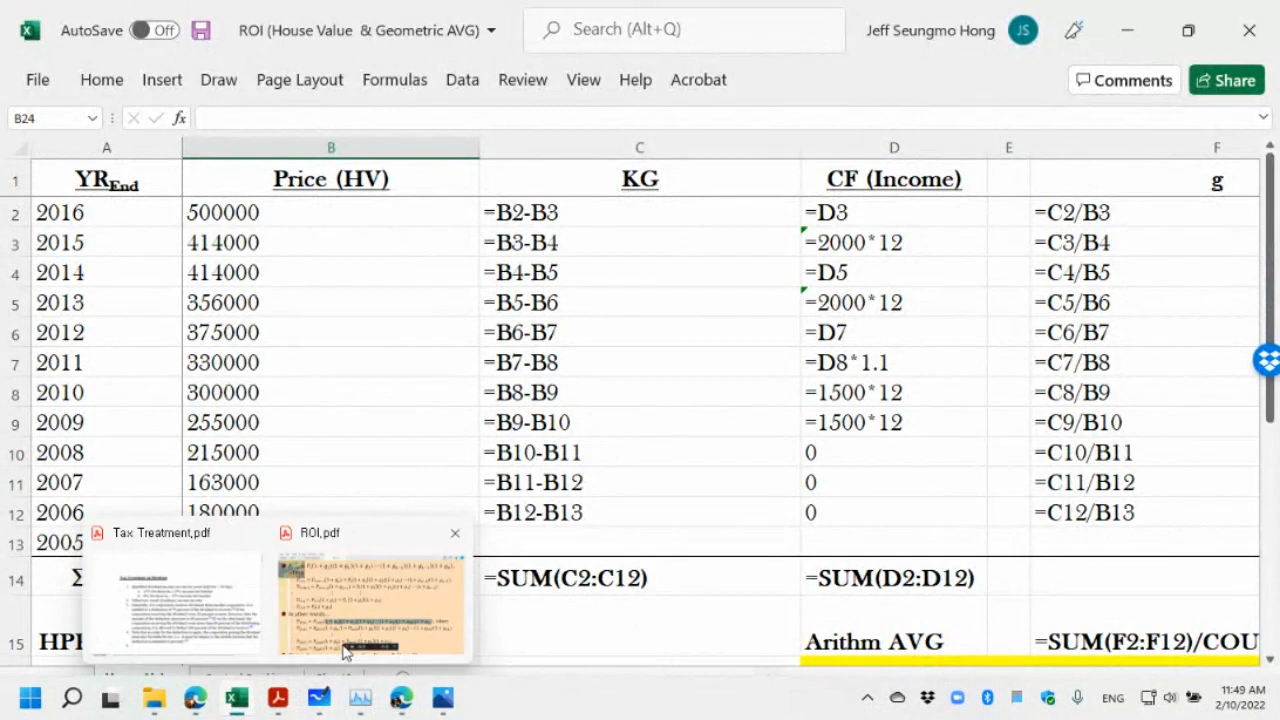 AutoSave Off ROI (House Value & Geometric AVG) Search (Alt+Q) Jeff Seungmo Hong JS
File Home Insert Draw Page Layout Formulas Data Review View Help Acrobat Comments Share
B24 fx
A B C D E F
1 YREnd Price (HV) KG CF (Income) g
2 2016 500000 =B2-B3 =D3 =C2/B3
3 2015 414000 =B3-B4 =2000*12 =C3/B4
4 2014 414000 =B4-B5 =D5 =C4/B5
5 2013 356000 =B5-B6 =2000*12 =C5/B6
6 2012 375000 =B6-B7 =D7 =C6/B7
7 2011 330000 =B7-B8 =D8*1.1 =C7/B8
8 2010 300000 =B8-B9 =1500*12 =C8/B9
9 2009 255000 =B9-B10 =1500*12 =C9/B10
10 2008 215000 =B10-B11 0 =C10/B11
11 2007 163000 =B11-B12 0 =C11/B12
12 2006 180000 =B12-B13 0 =C12/B13
13 2005
Tax Treatment.pdf ROI.pdf
14 Σ =SUM(C2:C12) =SUM(D2:D12)
15 HPR Arithm AVG =SUM(F2:F12)/COU
ENG 11:49 AM
2/10/2022